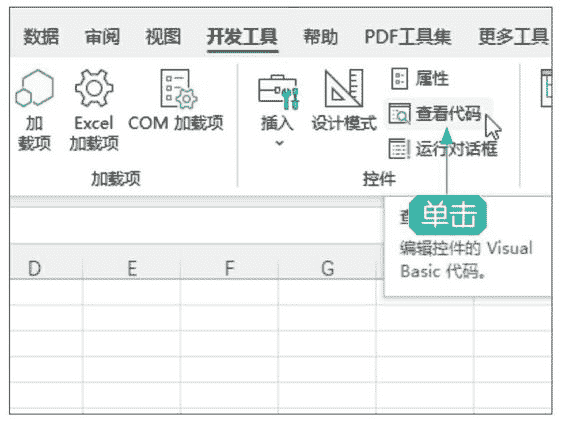 数据 审阅 视图 开发工具 帮助 PDF工具集 更多工具
加载项
Excel 加载项
COM 加载项
插入
设计模式
属性
查看代码
运行对话框
加载项
控件
单击
编辑控件的 Visual
Basic 代码。
D E F G